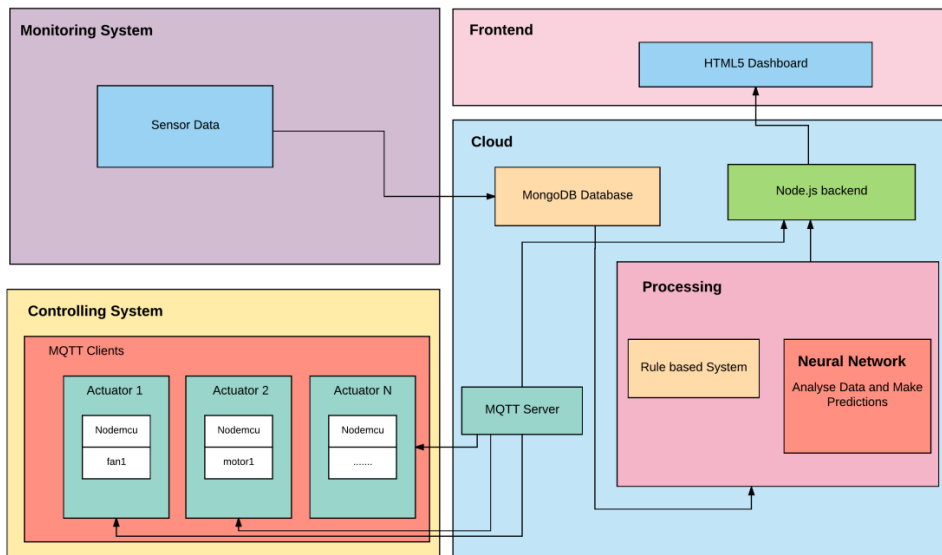 Monitoring System
Sensor Data
Frontend
HTML5 Dashboard
Cloud
MongoDB Database
Node.js backend
Processing
Rule based System
Neural Network
Analyse Data and Make
Predictions
MQTT Server
Controlling System
MQTT Clients
Actuator 1
Nodemcu
fan1
Actuator 2
Nodemcu
motor1
Actuator N
Nodemcu
.......